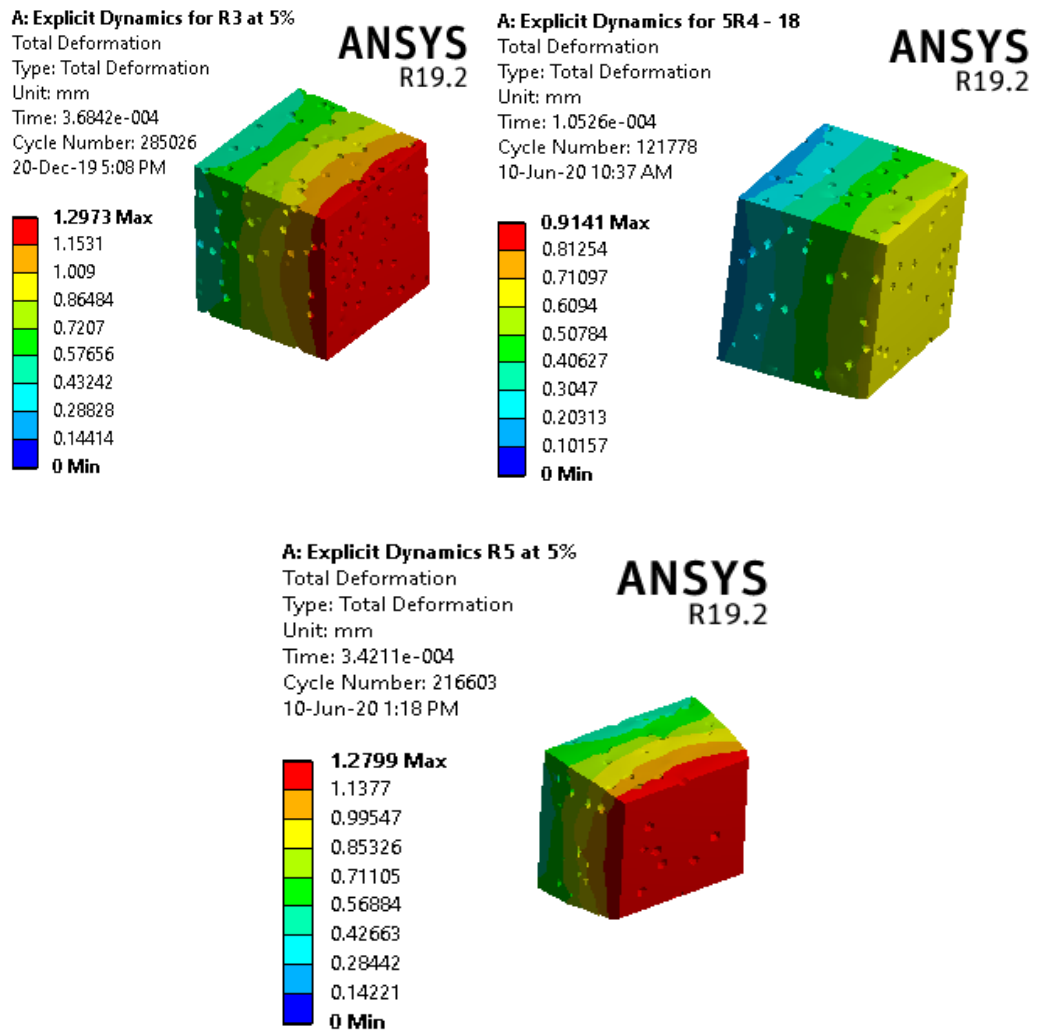 A: Explicit Dynamics for R3 at 5%
Total Deformation
Type: Total Deformation
Unit: mm
Time: 3.6842e-004
Cycle Number: 285026
20-Dec-19 5:08 PM
ANSYS
R19.2
1.2973 Max
1.1531
1.009
0.86484
0.7207
0.57656
0.43242
0.28828
0.14414
0 Min
A: Explicit Dynamics for 5R4 - 18
Total Deformation
Type: Total Deformation
Unit: mm
Time: 1.0526e-004
Cycle Number: 121778
10-Jun-20 10:37 AM
ANSYS
R19.2
0.9141 Max
0.81254
0.71097
0.6094
0.50784
0.40627
0.3047
0.20313
0.10157
0 Min
A: Explicit Dynamics R5 at 5%
Total Deformation
Type: Total Deformation
Unit: mm
Time: 3.4211e-004
Cycle Number: 216603
10-Jun-20 1:18 PM
ANSYS
R19.2
1.2799 Max
1.1377
0.99547
0.85326
0.71105
0.56884
0.42663
0.28442
0.14221
0 Min